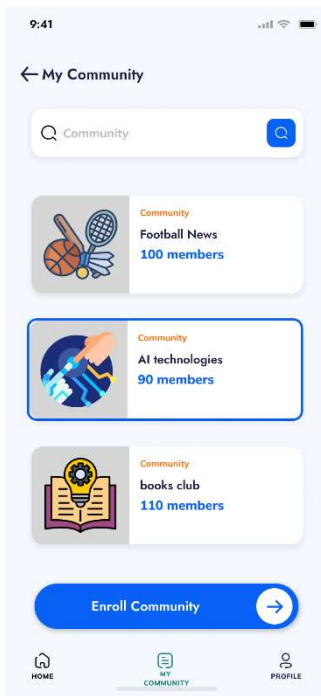 9:41
My Community
Community
Community
Football News
100 members
Community
AI technologies
90 members
Community
books club
110 members
Enroll Community
HOME
MY
COMMUNITY
PROFILE